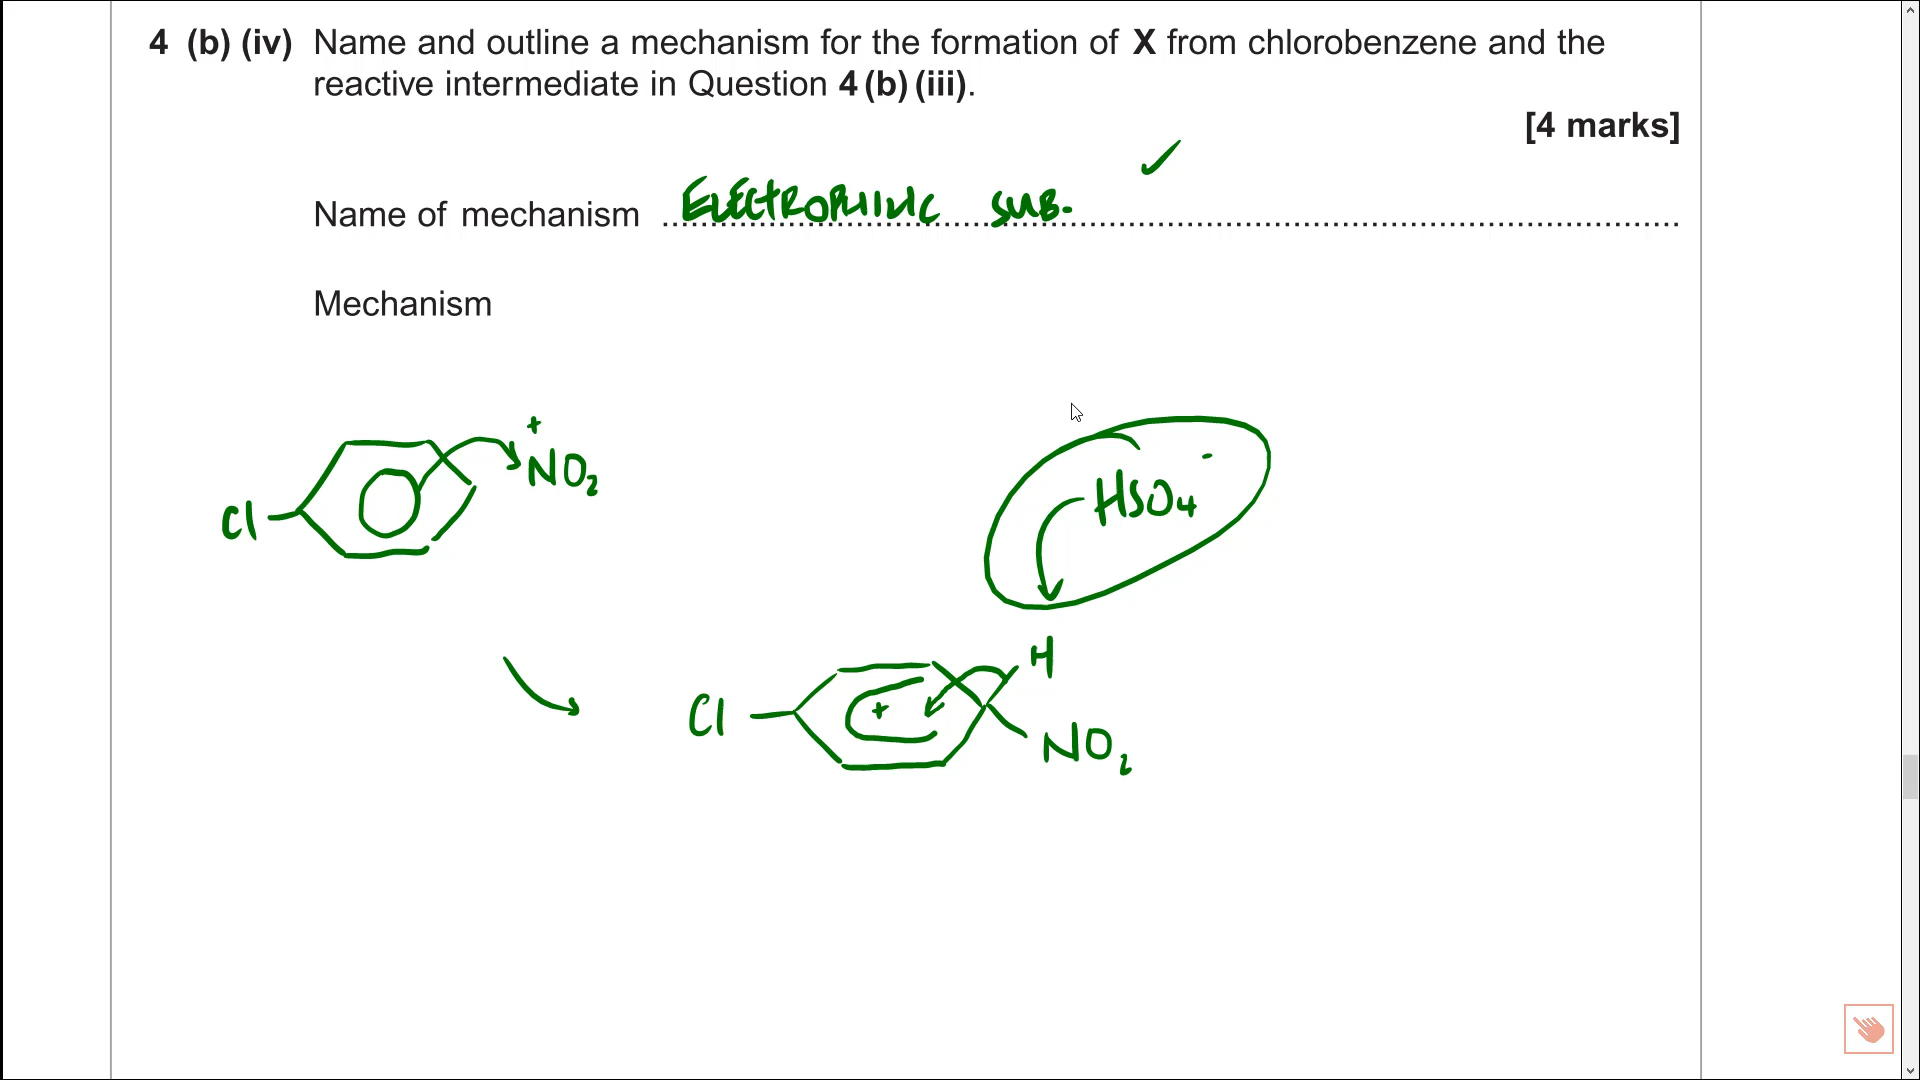 4 (b) (iv) Name and outline a mechanism for the formation of X from chlorobenzene and the
reactive intermediate in Question 4 (b) (iii).
[4 marks]
Name of mechanism ELECTROPHILIC SUB.
Mechanism
+
Cl NO₂
HSO₄⁻
H
Cl + NO₂